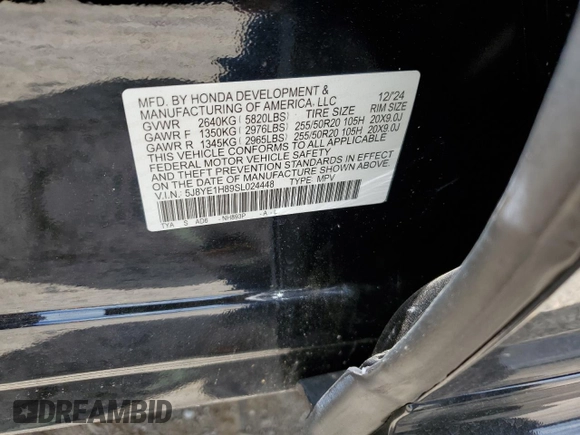 MFD. BY HONDA DEVELOPMENT &
MANUFACTURING OF AMERICA, LLC 12/24
GVWR 2640KG (5820LBS) TIRE SIZE RIM SIZE
GAWR F 1350KG (2976LBS) 255/50R20 105H 20X9.0J
GAWR R 1345KG (2965LBS) 255/50R20 105H 20X9.0J
THIS VEHICLE CONFORMS TO ALL APPLICABLE
FEDERAL MOTOR VEHICLE SAFETY
AND THEFT PREVENTION STANDARDS IN EFFECT
ON THE DATE OF MANUFACTURE SHOWN ABOVE.
V.I.N. 5J8YE1H89SL024448 TYPE: MPV
TYA S AD6 -NH893P -A-L
DREAMBID